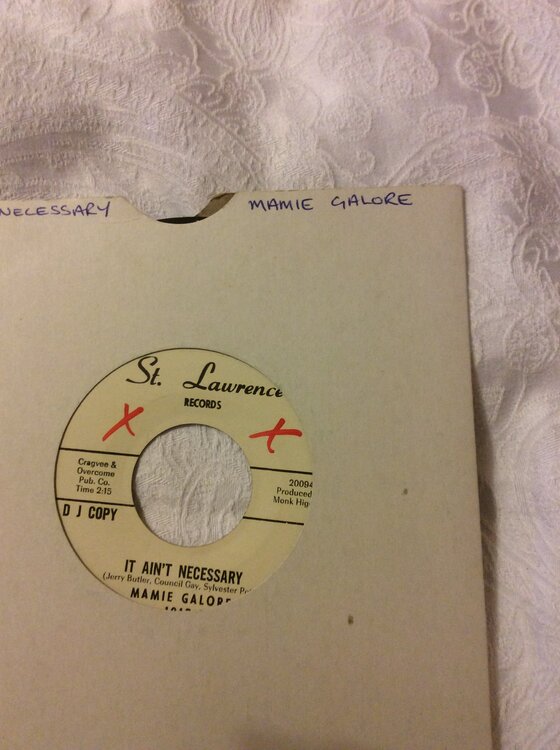 NECESSARY MAMIE GALORE
St. Lawrence
RECORDS
X X
Cragvee &
Overcome
Pub. Co.
Time 2:15
20094
Produced
Monk Hig
D J COPY
IT AIN'T NECESSARY
(Jerry Butler, Council Gay, Sylvester
MAMIE GALORE